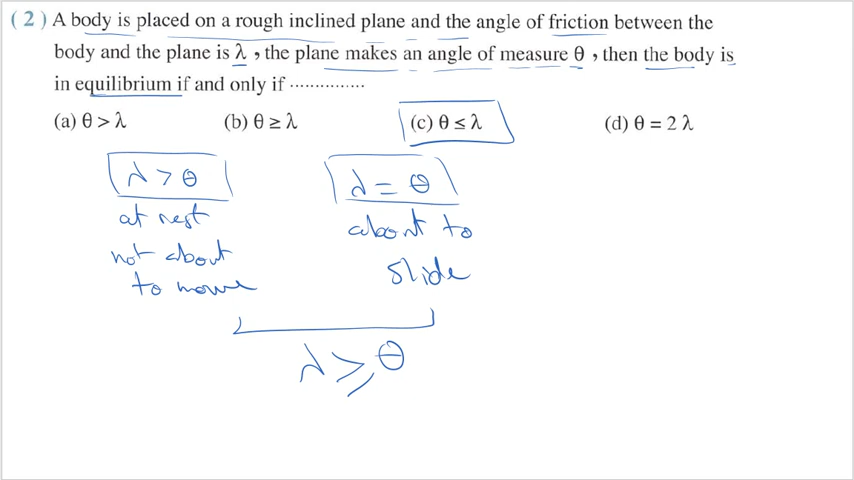 (2) A body is placed on a rough inclined plane and the angle of friction between the
body and the plane is λ , the plane makes an angle of measure θ , then the body is
in equilibrium if and only if ...............
(a) θ > λ (b) θ ≥ λ (c) θ ≤ λ (d) θ = 2 λ
λ > θ λ = θ
at rest about to
not about slide
to move
λ ≥ θ